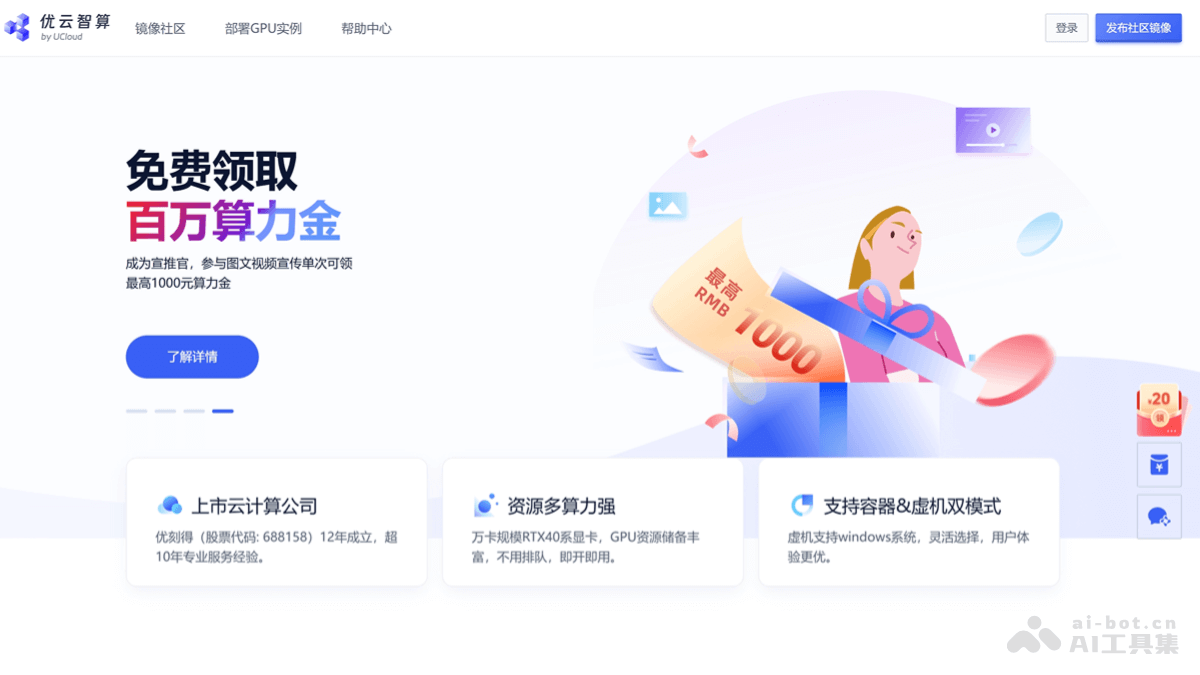 优云智算
by UCloud
镜像社区
部署GPU实例
帮助中心
登录
发布社区镜像
免费领取
百万算力金
成为宣推官，参与图文视频宣传单次可领
最高1000元算力金
了解详情
最高
RMB
1000
20
领
¥
上市云计算公司
优刻得（股票代码: 688158）12年成立，超
10年专业服务经验。
资源多算力强
万卡规模RTX40系显卡，GPU资源储备丰
富，不用排队，即开即用。
支持容器&虚机双模式
虚机支持windows系统，灵活选择，用户体
验更优。
ai-bot.cn
AI工具集